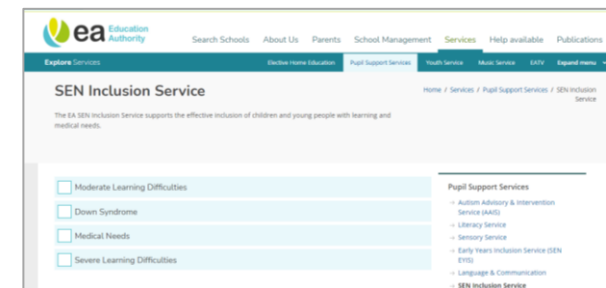 ea Education
Authority
Search Schools About Us Parents School Management Services Help available Publications
Explore Services
Elective Home Education Pupil Support Services Youth Service Music Service EATV Expand menu
SEN Inclusion Service
Home / Services / Pupil Support Services / SEN Inclusion
Service
The EA SEN Inclusion Service supports the effective inclusion of children and young people with learning and
medical needs.
Moderate Learning Difficulties
Down Syndrome
Medical Needs
Severe Learning Difficulties
Pupil Support Services
Autism Advisory & Intervention
Service (AAIS)
Literacy Service
Sensory Service
Early Years Inclusion Service (SEN
EYIS)
Language & Communication
SEN Inclusion Service